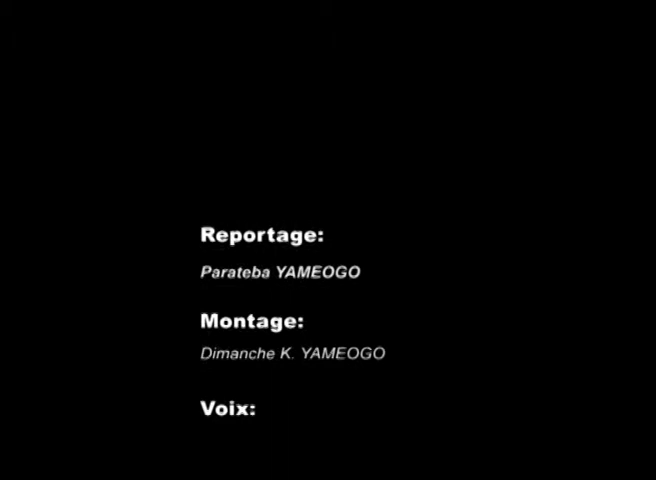 Reportage:
Parateba YAMEOGO
Montage:
Dimanche K. YAMEOGO
Voix: